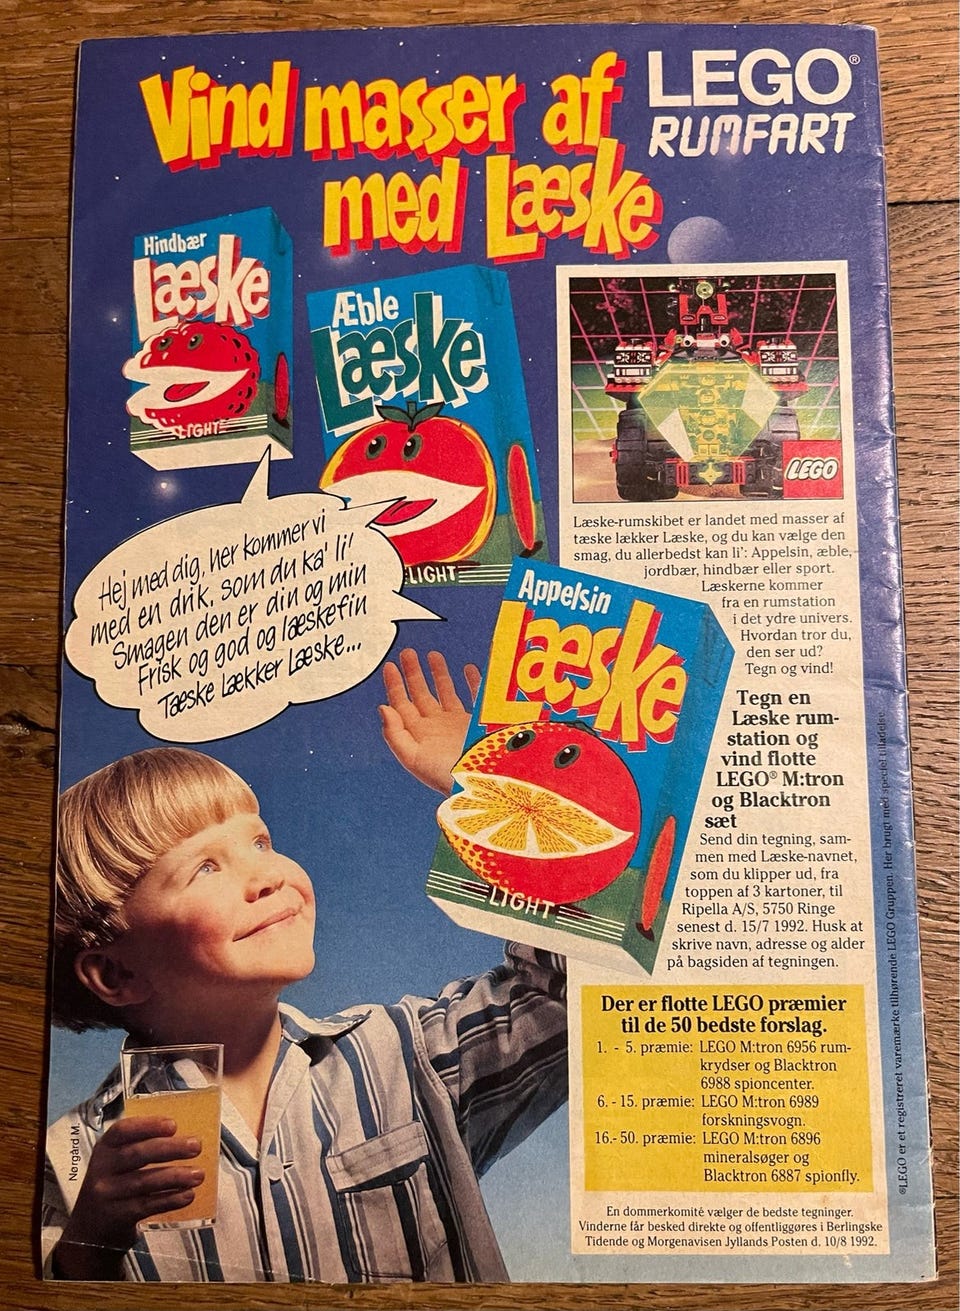 Vind masser af
med Læske
LEGO®
RUMFART
Hindbær
Læske
LIGHT
Æble
Læske
LIGHT
Hej med dig, her kommer vi
med en drik, som du ka' li!
Smagen den er din og min
Frisk og god og læskefin
Taeske Lækker Læske...
Appelsin
Læske
LIGHT
LEGO
Læske-rumskibet er landet med masser af
tæske lækker Læske, og du kan vælge den
smag, du allerbedst kan li': Appelsin, æble,
jordbær, hindbær eller sport.
Læskerne kommer
fra en rumstation
i det ydre univers.
Hvordan tror du,
den ser ud?
Tegn og vind!
Tegn en
Læske rum-
station og
vind flotte
LEGO® M:tron
og Blacktron
sæt
Send din tegning, sam-
men med Læske-navnet,
som du klipper ud, fra
toppen af 3 kartoner, til
Ripella A/S, 5750 Ringe
senest d. 15/7 1992. Husk at
skrive navn, adresse og alder
på bagsiden af tegningen.
Der er flotte LEGO præmier
til de 50 bedste forslag.
1. - 5. præmie: LEGO M:tron 6956 rum-
krydser og Blacktron
6988 spioncenter.
6. - 15. præmie: LEGO M:tron 6989
forskningsvogn.
16.- 50. præmie: LEGO M:tron 6896
mineralsøger og
Blacktron 6887 spionfly.
En dommerkomité vælger de bedste tegninger.
Vinderne får besked direkte og offentliggøres i Berlingske
Tidende og Morgenavisen Jyllands Posten d. 10/8 1992.
®LEGO er et registreret varemærke tilhørende LEGO Gruppen. Her brugt med speciel tilladelse.
Nørgård M.